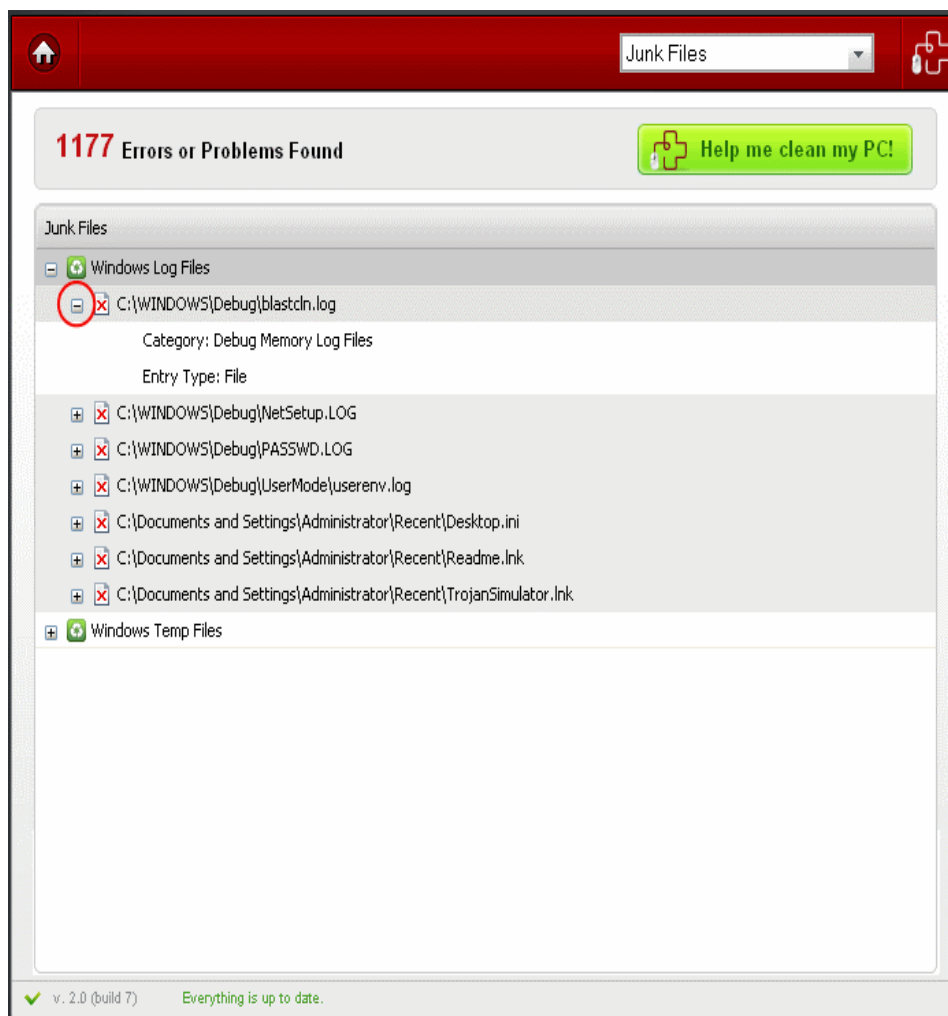 Junk Files
1177 Errors or Problems Found
Help me clean my PC!
Junk Files
Windows Log Files
C:\WINDOWS\Debug\blastcln.log
Category: Debug Memory Log Files
Entry Type: File
C:\WINDOWS\Debug\NetSetup.LOG
C:\WINDOWS\Debug\PASSWD.LOG
C:\WINDOWS\Debug\UserMode\userenv.log
C:\Documents and Settings\Administrator\Recent\Desktop.ini
C:\Documents and Settings\Administrator\Recent\Readme.lnk
C:\Documents and Settings\Administrator\Recent\TrojanSimulator.lnk
Windows Temp Files
v. 2.0 (build 7) Everything is up to date.